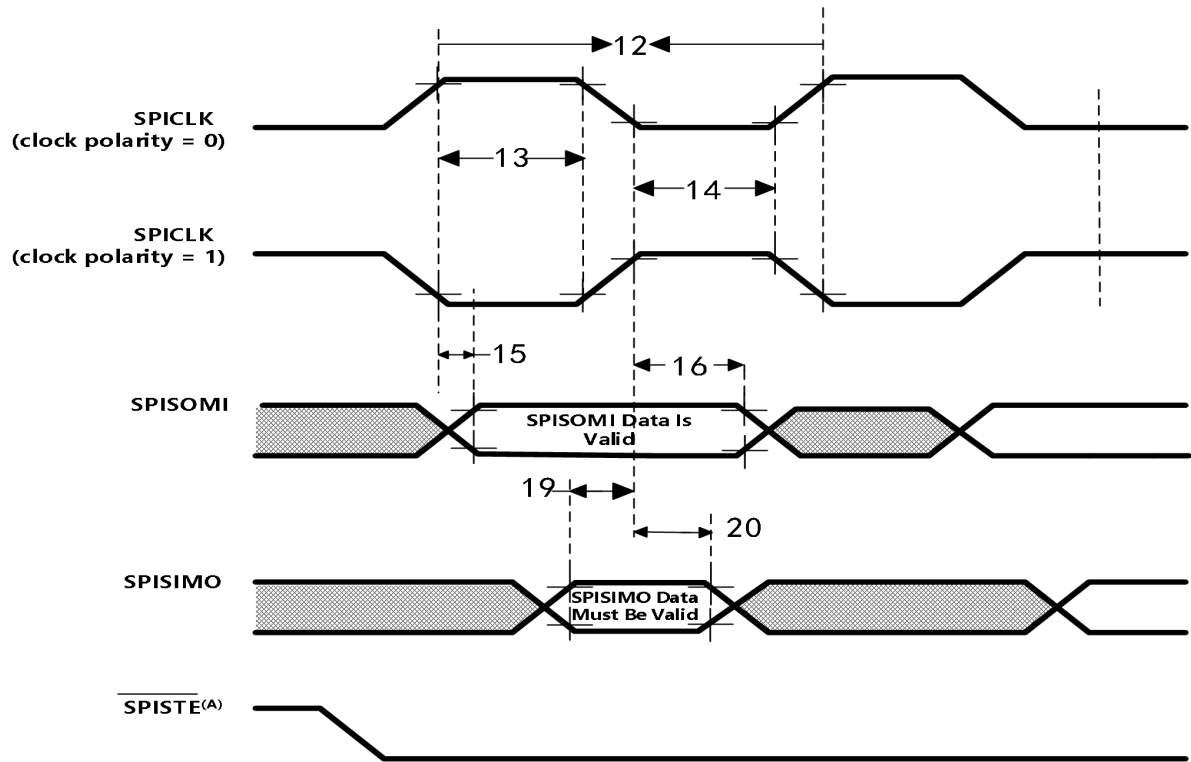 12
SPICLK
(clock polarity = 0)
13
14
SPICLK
(clock polarity = 1)
15
16
SPISOMI
SPISOMI Data Is
Valid
19
20
SPISIMO
SPISIMO Data
Must Be Valid
SPISTE(A)